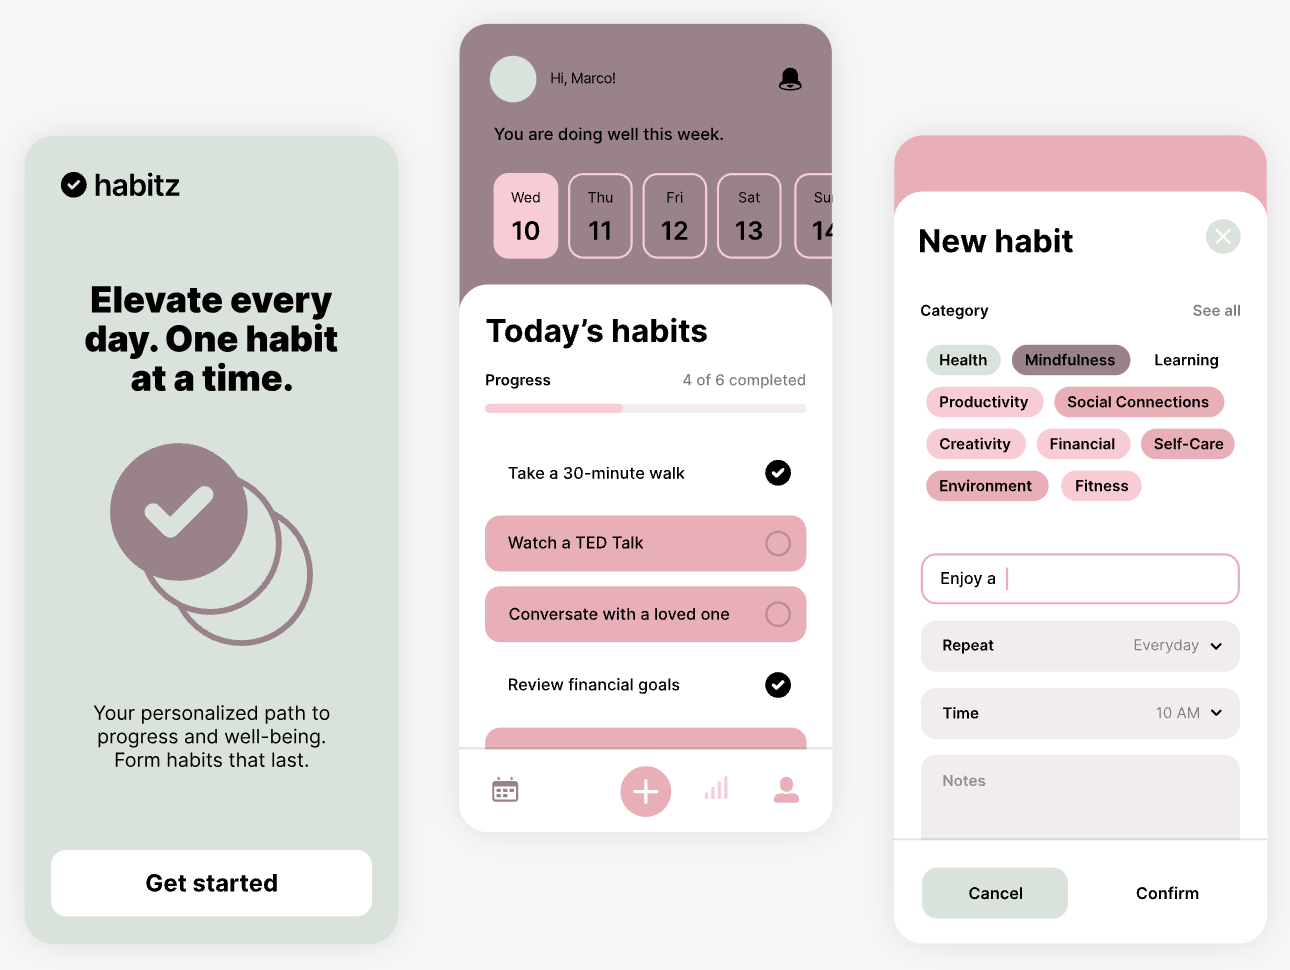 habitz
Elevate every
day. One habit
at a time.
Your personalized path to
progress and well-being.
Form habits that last.
Get started
Hi, Marco!
You are doing well this week.
Wed Thu Fri Sat Su
10 11 12 13 14
Today’s habits
Progress 4 of 6 completed
Take a 30-minute walk
Watch a TED Talk
Conversate with a loved one
Review financial goals
New habit
Category See all
Health Mindfulness Learning
Productivity Social Connections
Creativity Financial Self-Care
Environment Fitness
Enjoy a
Repeat Everyday
Time 10 AM
Notes
Cancel Confirm